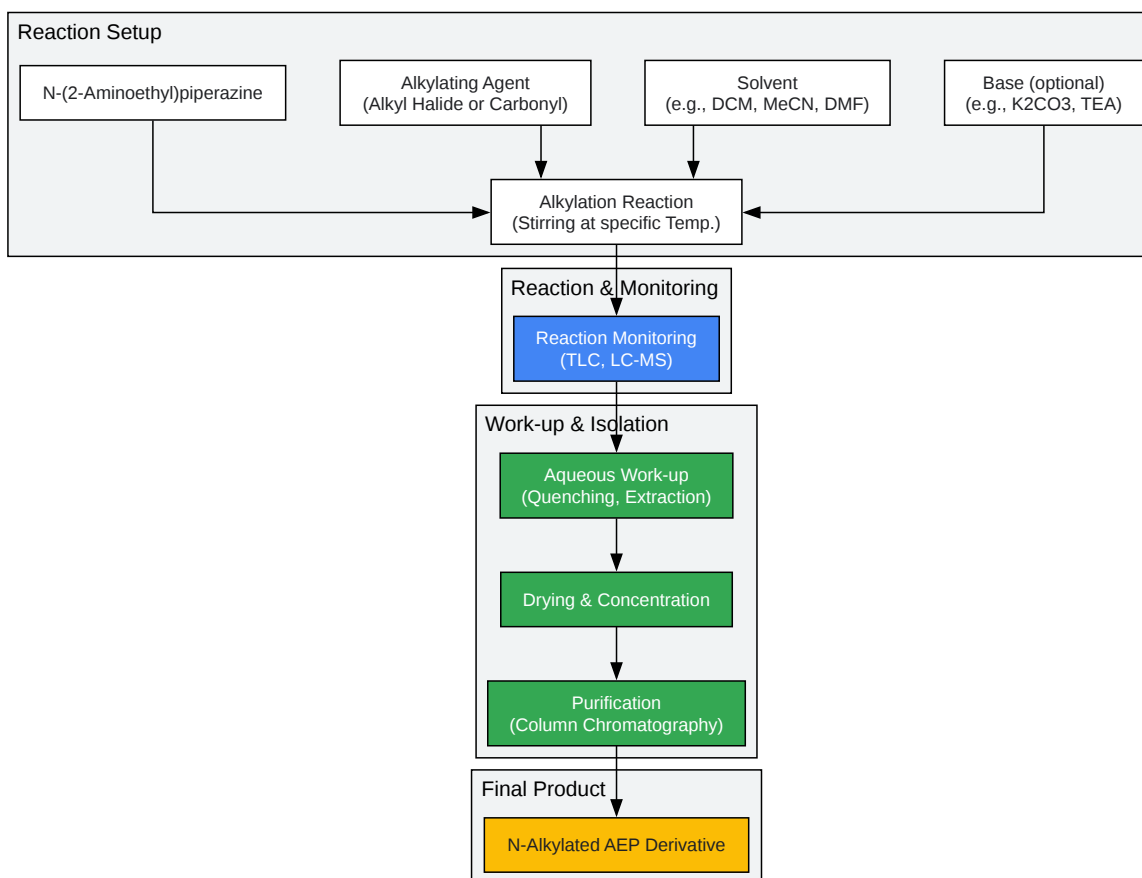 Reaction Setup
N-(2-Aminoethyl)piperazine
Alkylating Agent
(Alkyl Halide or Carbonyl)
Solvent
(e.g., DCM, MeCN, DMF)
Base (optional)
(e.g., K2CO3, TEA)
Alkylation Reaction
(Stirring at specific Temp.)
Reaction & Monitoring
Reaction Monitoring
(TLC, LC-MS)
Work-up & Isolation
Aqueous Work-up
(Quenching, Extraction)
Drying & Concentration
Purification
(Column Chromatography)
Final Product
N-Alkylated AEP Derivative